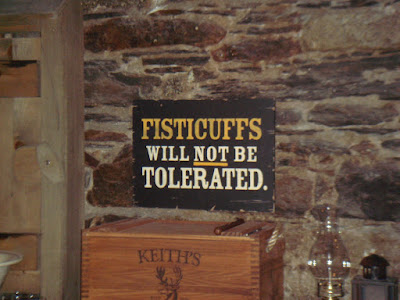 FISTICUFFS
WILL NOT BE
TOLERATED.
KEITH'S